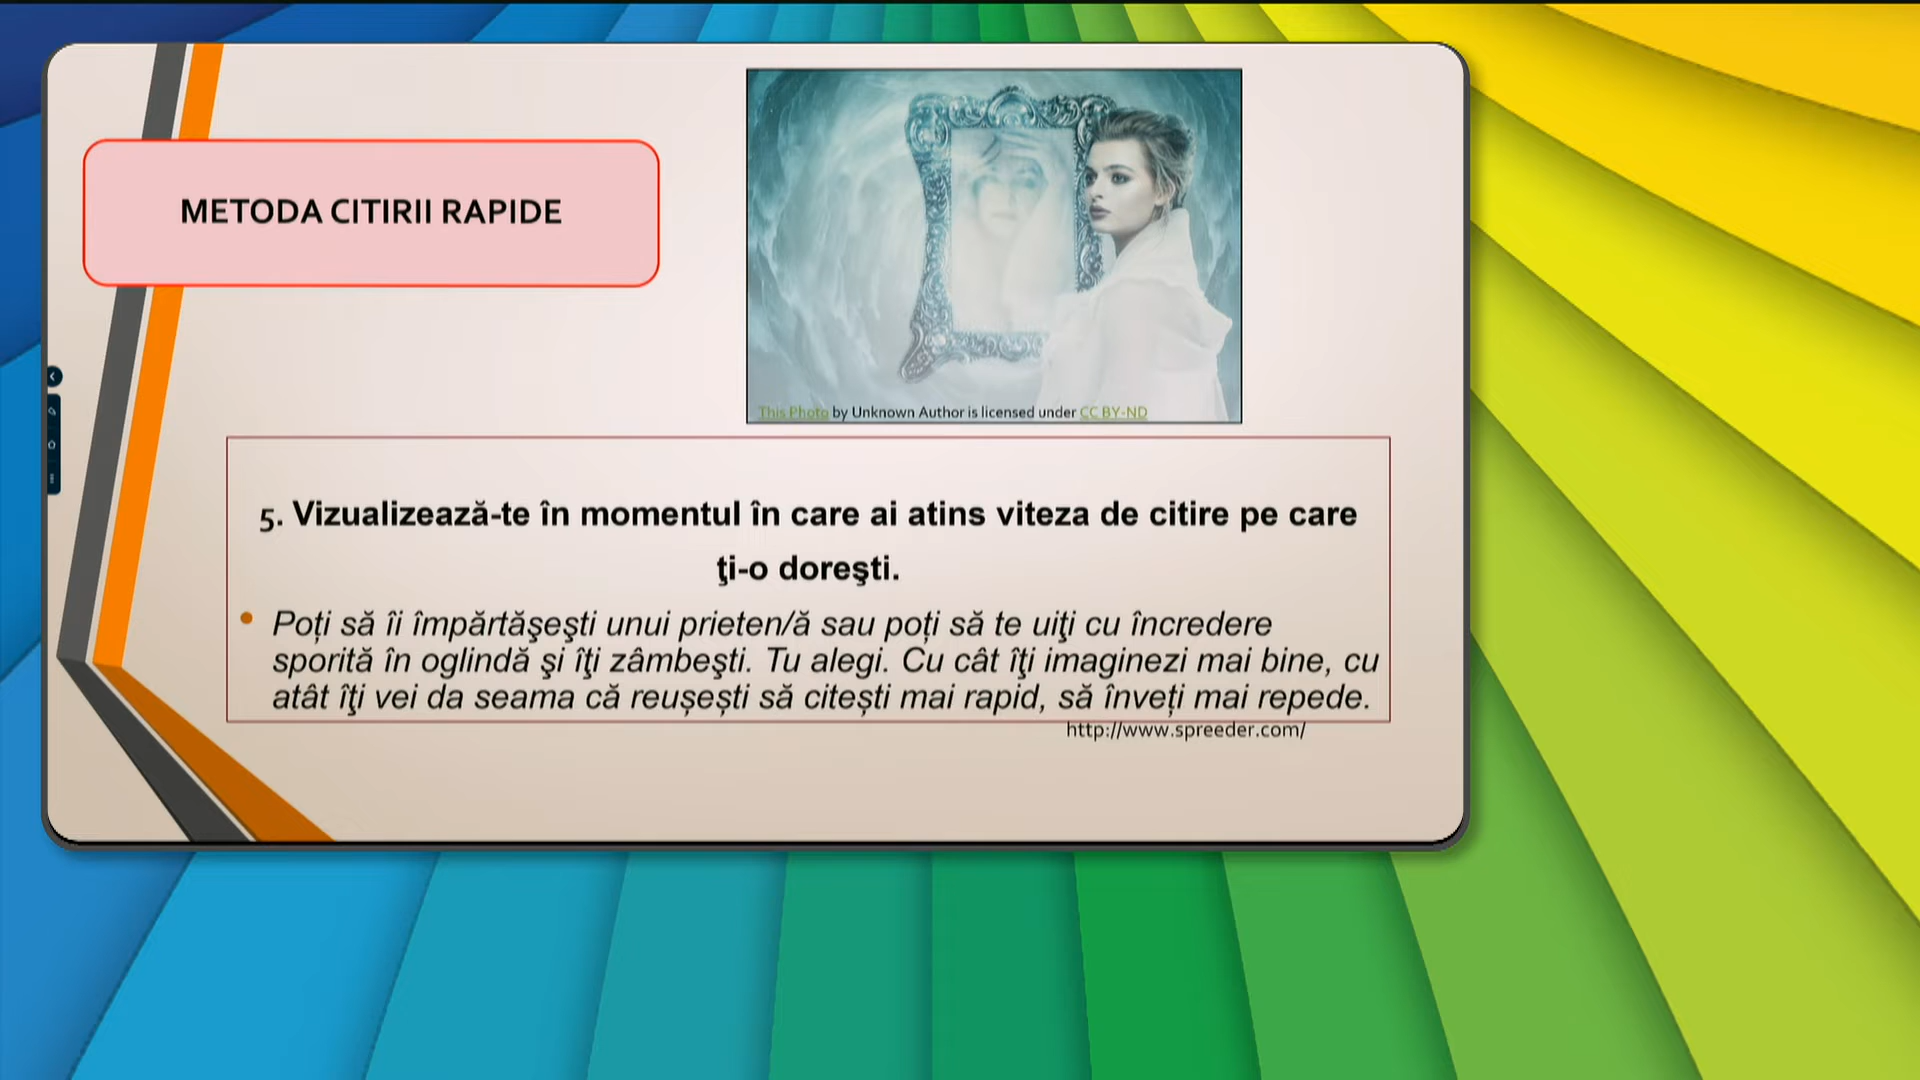 METODA CITIRII RAPIDE
This Photo by Unknown Author is licensed under CC BY-ND
5. Vizualizează-te în momentul în care ai atins viteza de citire pe care
ţi-o doreşti.
Poți să îi împărtăşeşti unui prieten/ă sau poți să te uiţi cu încredere
sporită în oglindă şi îţi zâmbeşti. Tu alegi. Cu cât îţi imaginezi mai bine, cu
atât îţi vei da seama că reușești să citești mai rapid, să înveți mai repede.
http://www.spreeder.com/